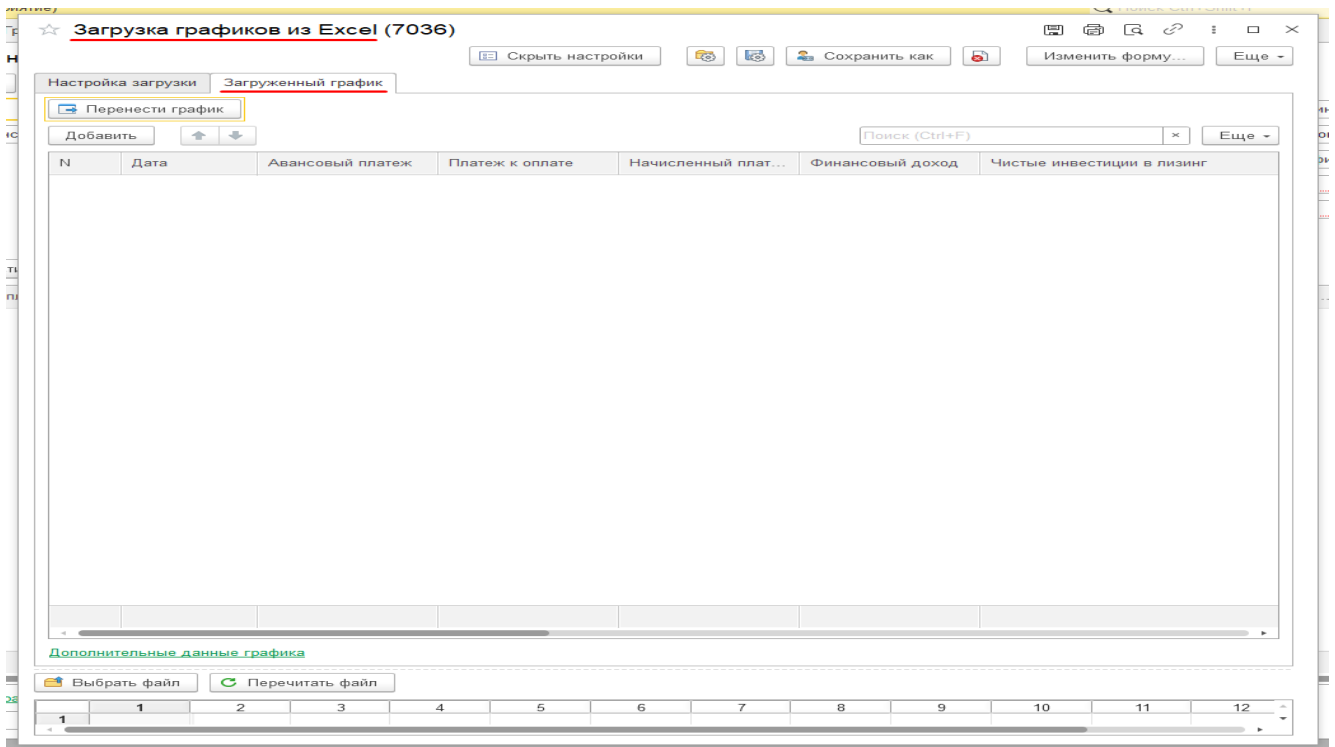 Загрузка графиков из Excel (7036)
Скрыть настройки Сохранить как Изменить форму... Еще
Настройка загрузки Загруженный график
Перенести график
Добавить Поиск (Ctrl+F) × Еще
N Дата Авансовый платеж Платеж к оплате Начисленный плат... Финансовый доход Чистые инвестиции в лизинг
Дополнительные данные графика
Выбрать файл Перечитать файл
1 2 3 4 5 6 7 8 9 10 11 12
1